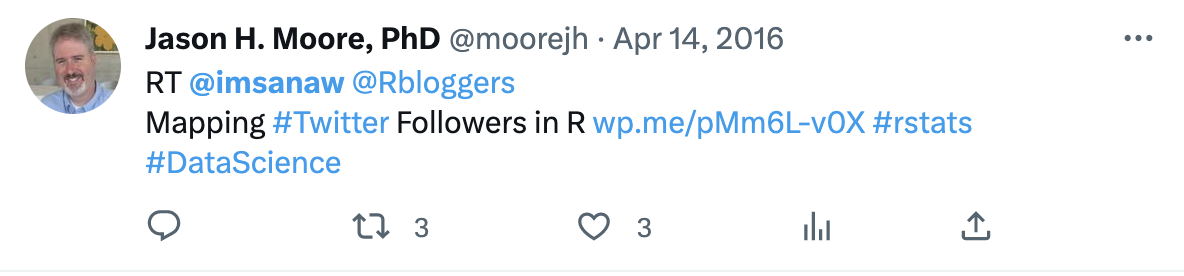 Jason H. Moore, PhD @moorejh · Apr 14, 2016
RT @imsanaw @Rbloggers
Mapping #Twitter Followers in R wp.me/pMm6L-v0X #rstats
#DataScience
3 3